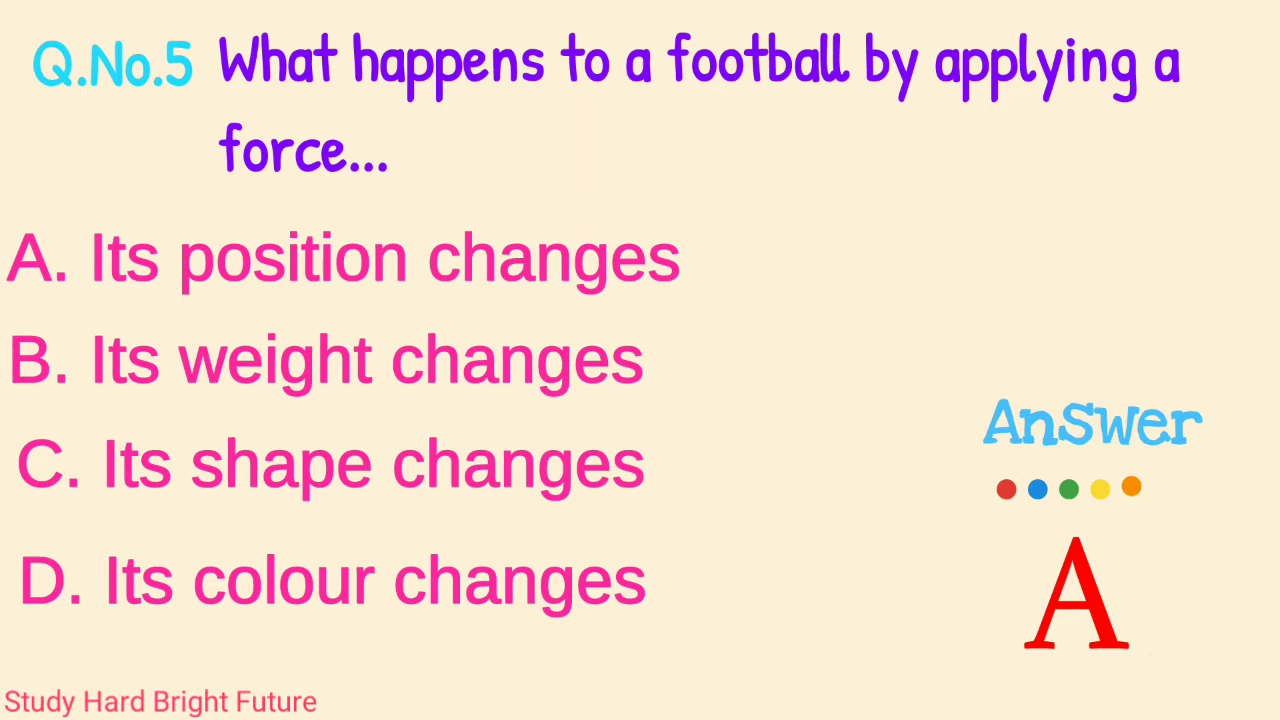 Q.No.5 What happens to a football by applying a
force...
A. Its position changes
B. Its weight changes
C. Its shape changes
D. Its colour changes
Answer
A
Study Hard Bright Future